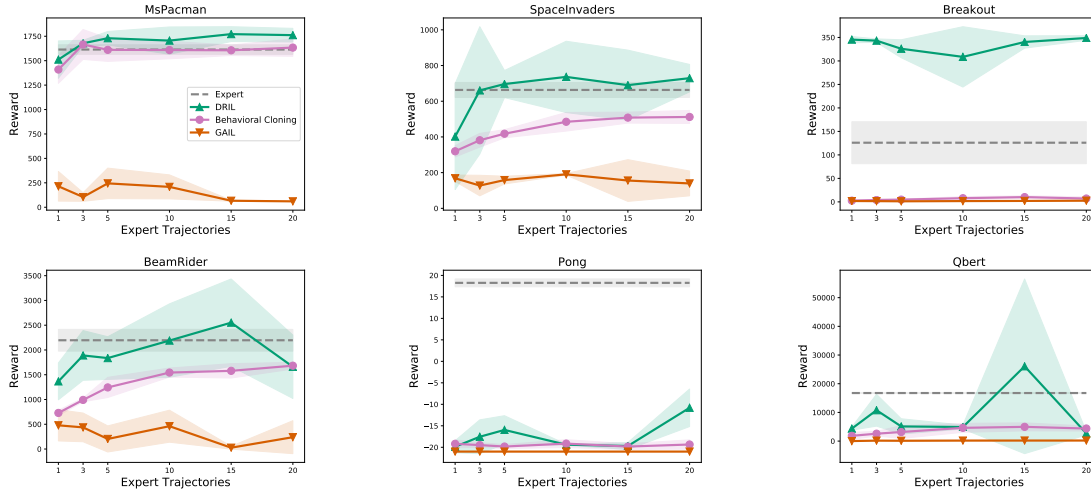 MsPacman
1750
1500
1250
1000
750
500
250
0
Reward
Expert
DRIL
Behavioral Cloning
GAIL
1 3 5 10 15 20
Expert Trajectories
SpaceInvaders
1000
800
600
400
200
0
Reward
1 3 5 10 15 20
Expert Trajectories
Breakout
350
300
250
200
150
100
50
0
Reward
1 3 5 10 15 20
Expert Trajectories
BeamRider
3500
3000
2500
2000
1500
1000
500
0
Reward
1 3 5 10 15 20
Expert Trajectories
Pong
20
15
10
5
0
−5
−10
−15
−20
Reward
1 3 5 10 15 20
Expert Trajectories
Qbert
50000
40000
30000
20000
10000
0
Reward
1 3 5 10 15 20
Expert Trajectories